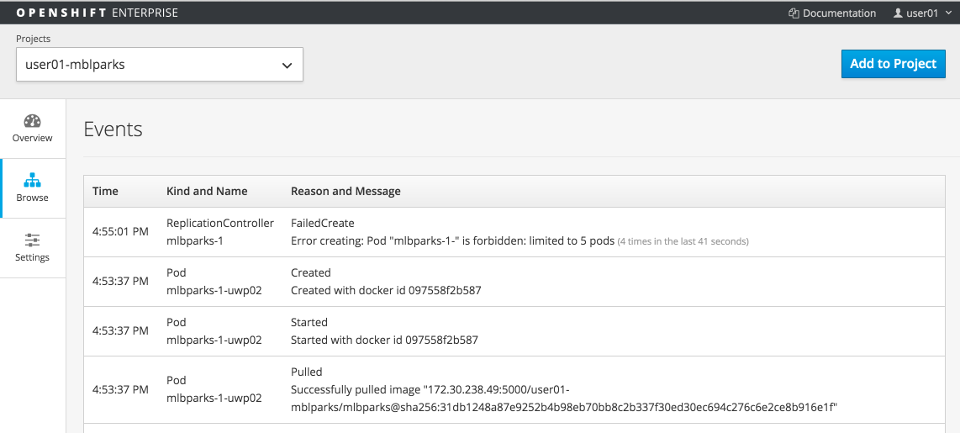 OPENSHIFT ENTERPRISE
Documentation
user01
Projects
user01-mblparks
Add to Project
Overview
Browse
Settings
Events
Time Kind and Name Reason and Message
4:55:01 PM
ReplicationController
mlbparks-1
FailedCreate
Error creating: Pod "mlbparks-1-" is forbidden: limited to 5 pods (4 times in the last 41 seconds)
4:53:37 PM
Pod
mlbparks-1-uwp02
Created
Created with docker id 097558f2b587
4:53:37 PM
Pod
mlbparks-1-uwp02
Started
Started with docker id 097558f2b587
4:53:37 PM
Pod
mlbparks-1-uwp02
Pulled
Successfully pulled image "172.30.238.49:5000/user01-
mblparks/mlbparks@sha256:31db1248a87e9252b4b98eb70bb8c2b337f30ed30ec694c276c6e2ce8b916e1f"